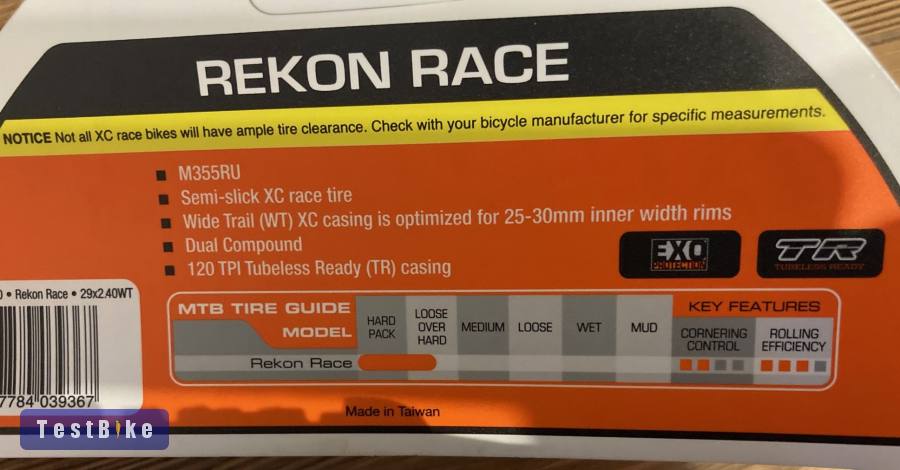 REKON RACE
NOTICE Not all XC race bikes will have ample tire clearance. Check with your bicycle manufacturer for specific measurements.
M355RU
Semi-slick XC race tire
Wide Trail (WT) XC casing is optimized for 25-30mm inner width rims
Dual Compound
120 TPI Tubeless Ready (TR) casing
EXO
PROTECTION
TR
TUBELESS READY
• Rekon Race • 29x2.40WT
7784 039367
MTB TIRE GUIDE
MODEL
HARD
PACK
LOOSE
OVER
HARD
MEDIUM
LOOSE
WET
MUD
KEY FEATURES
CORNERING
CONTROL
ROLLING
EFFICIENCY
Rekon Race
Made in Taiwan
TestBike